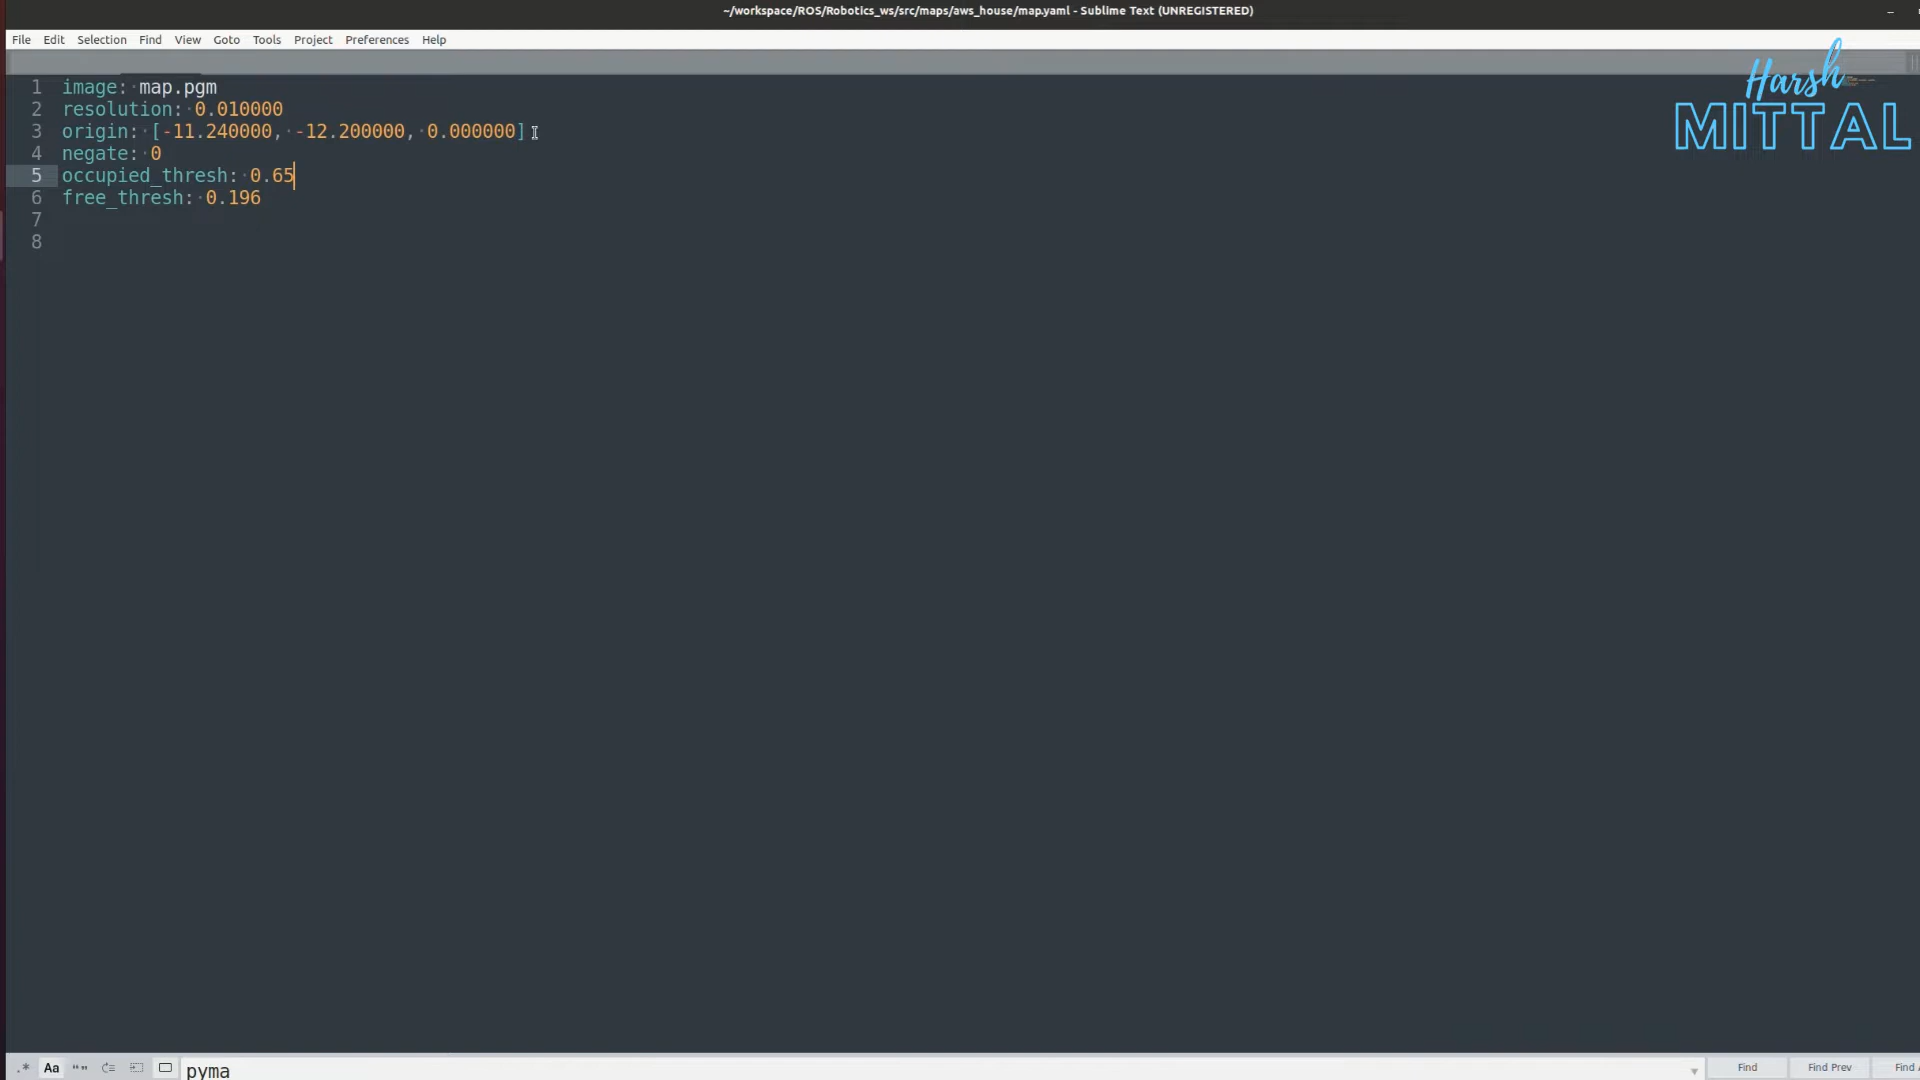 ~/workspace/ROS/Robotics_ws/src/maps/aws_house/map.yaml - Sublime Text (UNREGISTERED)
File Edit Selection Find View Goto Tools Project Preferences Help
Harsh
MITTAL
1 image: map.pgm
2 resolution: 0.010000
3 origin: [-11.240000, -12.200000, 0.000000]
4 negate: 0
5 occupied_thresh: 0.65
6 free_thresh: 0.196
7
8
.* Aa "" pyma Find Find Prev Find